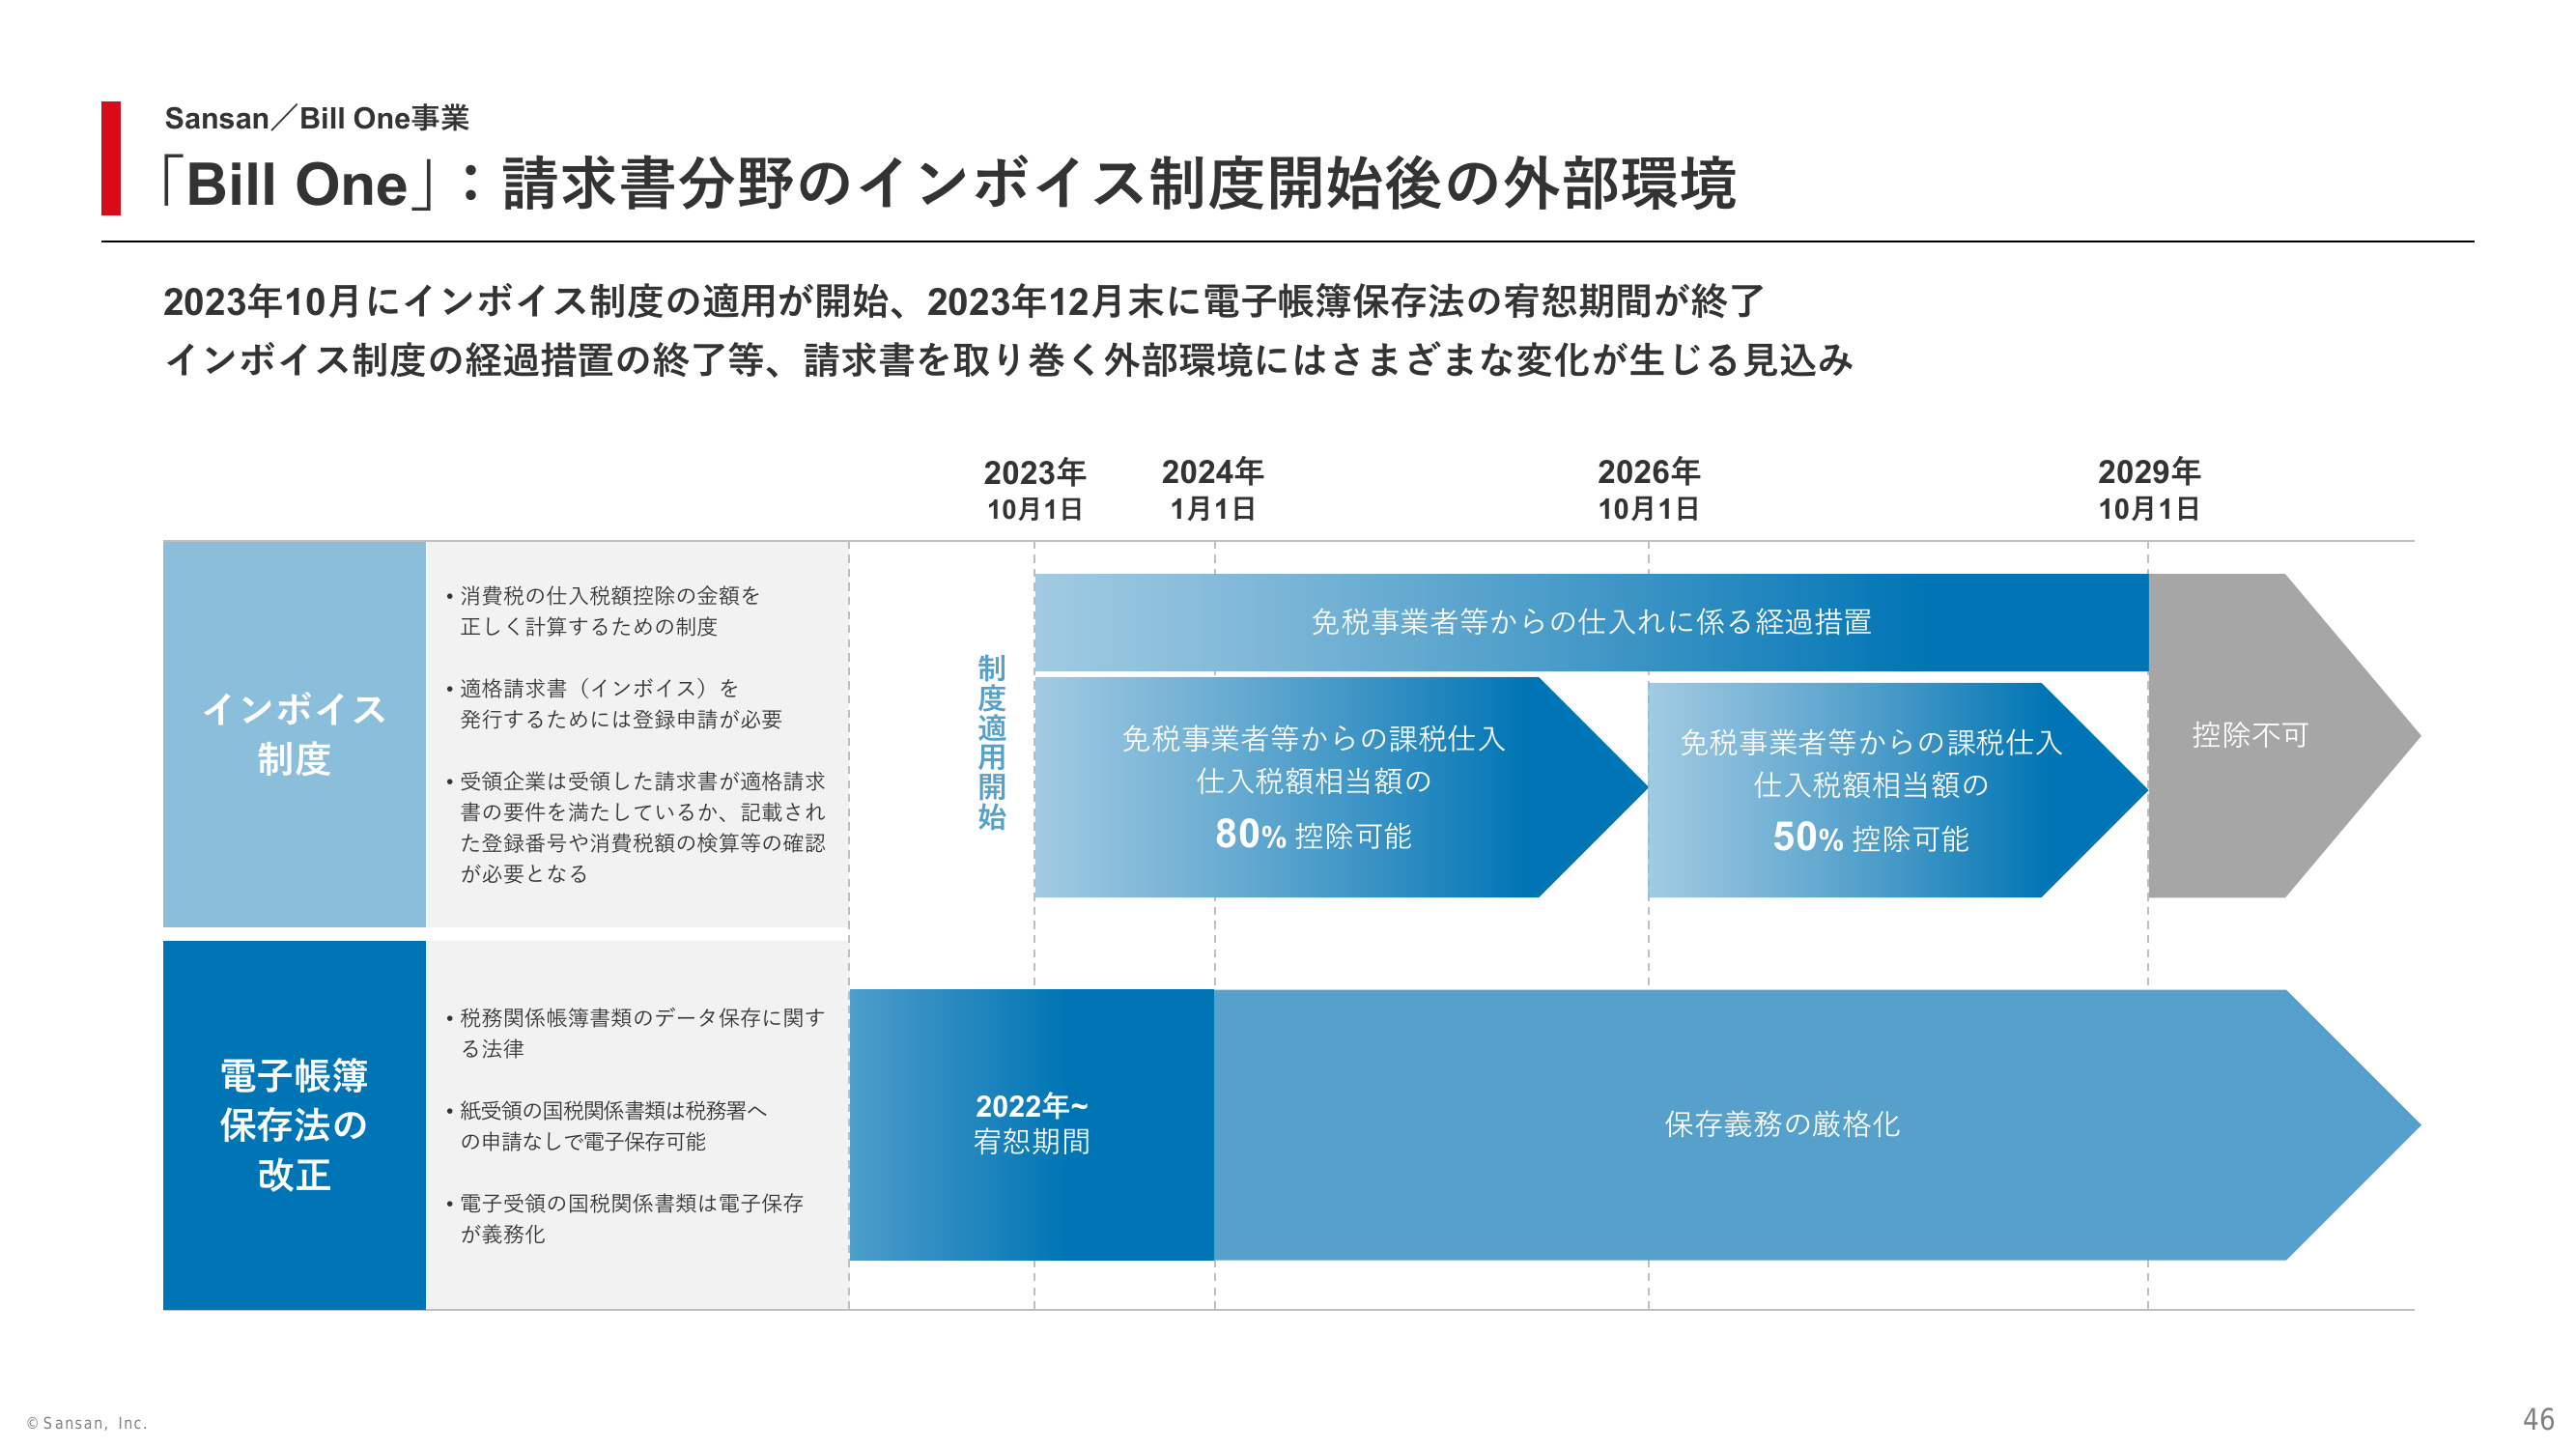 Sansan／Bill One事業
「Bill One」：請求書分野のインボイス制度開始後の外部環境
2023年10月にインボイス制度の適用が開始、2023年12月末に電子帳簿保存法の宥恕期間が終了
インボイス制度の経過措置の終了等、請求書を取り巻く外部環境にはさまざまな変化が生じる見込み
2023年
10月1日
2024年
1月1日
2026年
10月1日
2029年
10月1日
インボイス
制度
• 消費税の仕入税額控除の金額を
正しく計算するための制度
• 適格請求書（インボイス）を
発行するためには登録申請が必要
• 受領企業は受領した請求書が適格請求
書の要件を満たしているか、記載され
た登録番号や消費税額の検算等の確認
が必要となる
制度適用開始
免税事業者等からの仕入れに係る経過措置
免税事業者等からの課税仕入
仕入税額相当額の
80% 控除可能
免税事業者等からの課税仕入
仕入税額相当額の
50% 控除可能
控除不可
電子帳簿
保存法の
改正
• 税務関係帳簿書類のデータ保存に関す
る法律
• 紙受領の国税関係書類は税務署へ
の申請なしで電子保存可能
• 電子受領の国税関係書類は電子保存
が義務化
2022年~
宥恕期間
保存義務の厳格化
© Sansan, Inc.
46